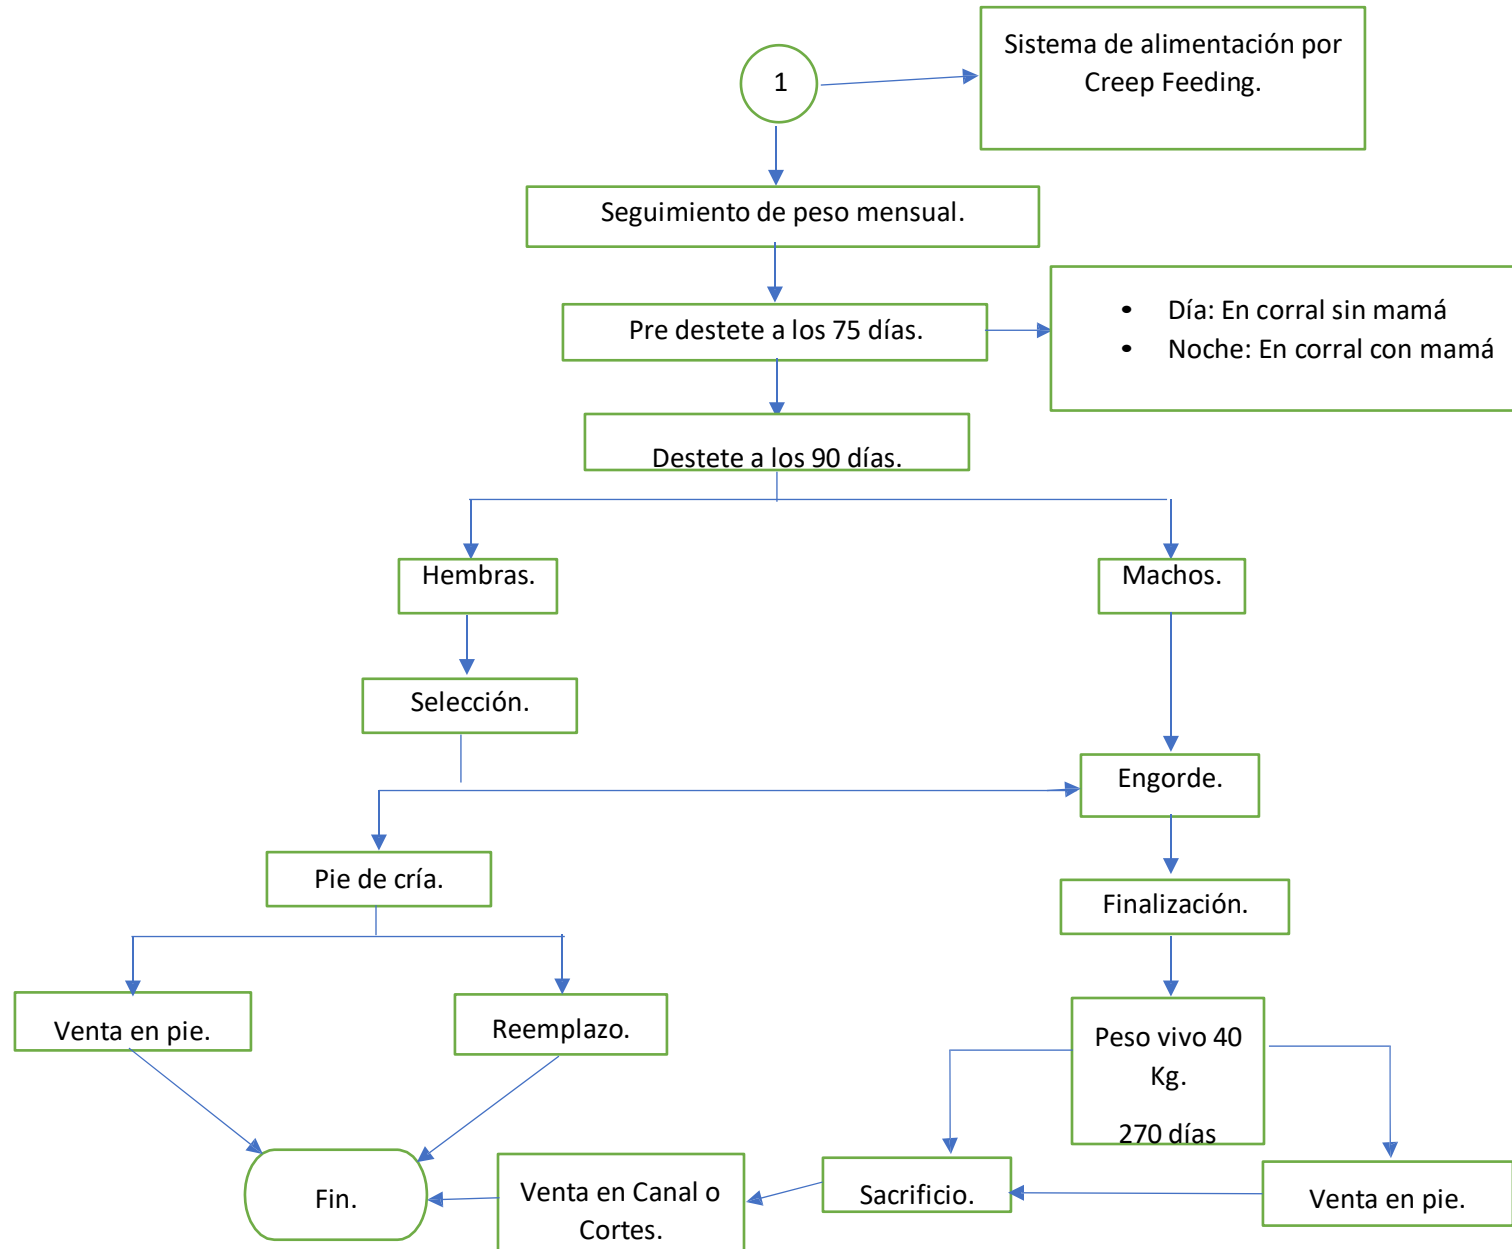 Sistema de alimentación por
Creep Feeding.
1
Seguimiento de peso mensual.
• Día: En corral sin mamá
• Noche: En corral con mamá
Pre destete a los 75 días.
Destete a los 90 días.
Hembras.
Machos.
Selección.
Engorde.
Pie de cría.
Finalización.
Venta en pie.
Reemplazo.
Peso vivo 40
Kg.
270 días
Fin.
Venta en Canal o
Cortes.
Sacrificio.
Venta en pie.